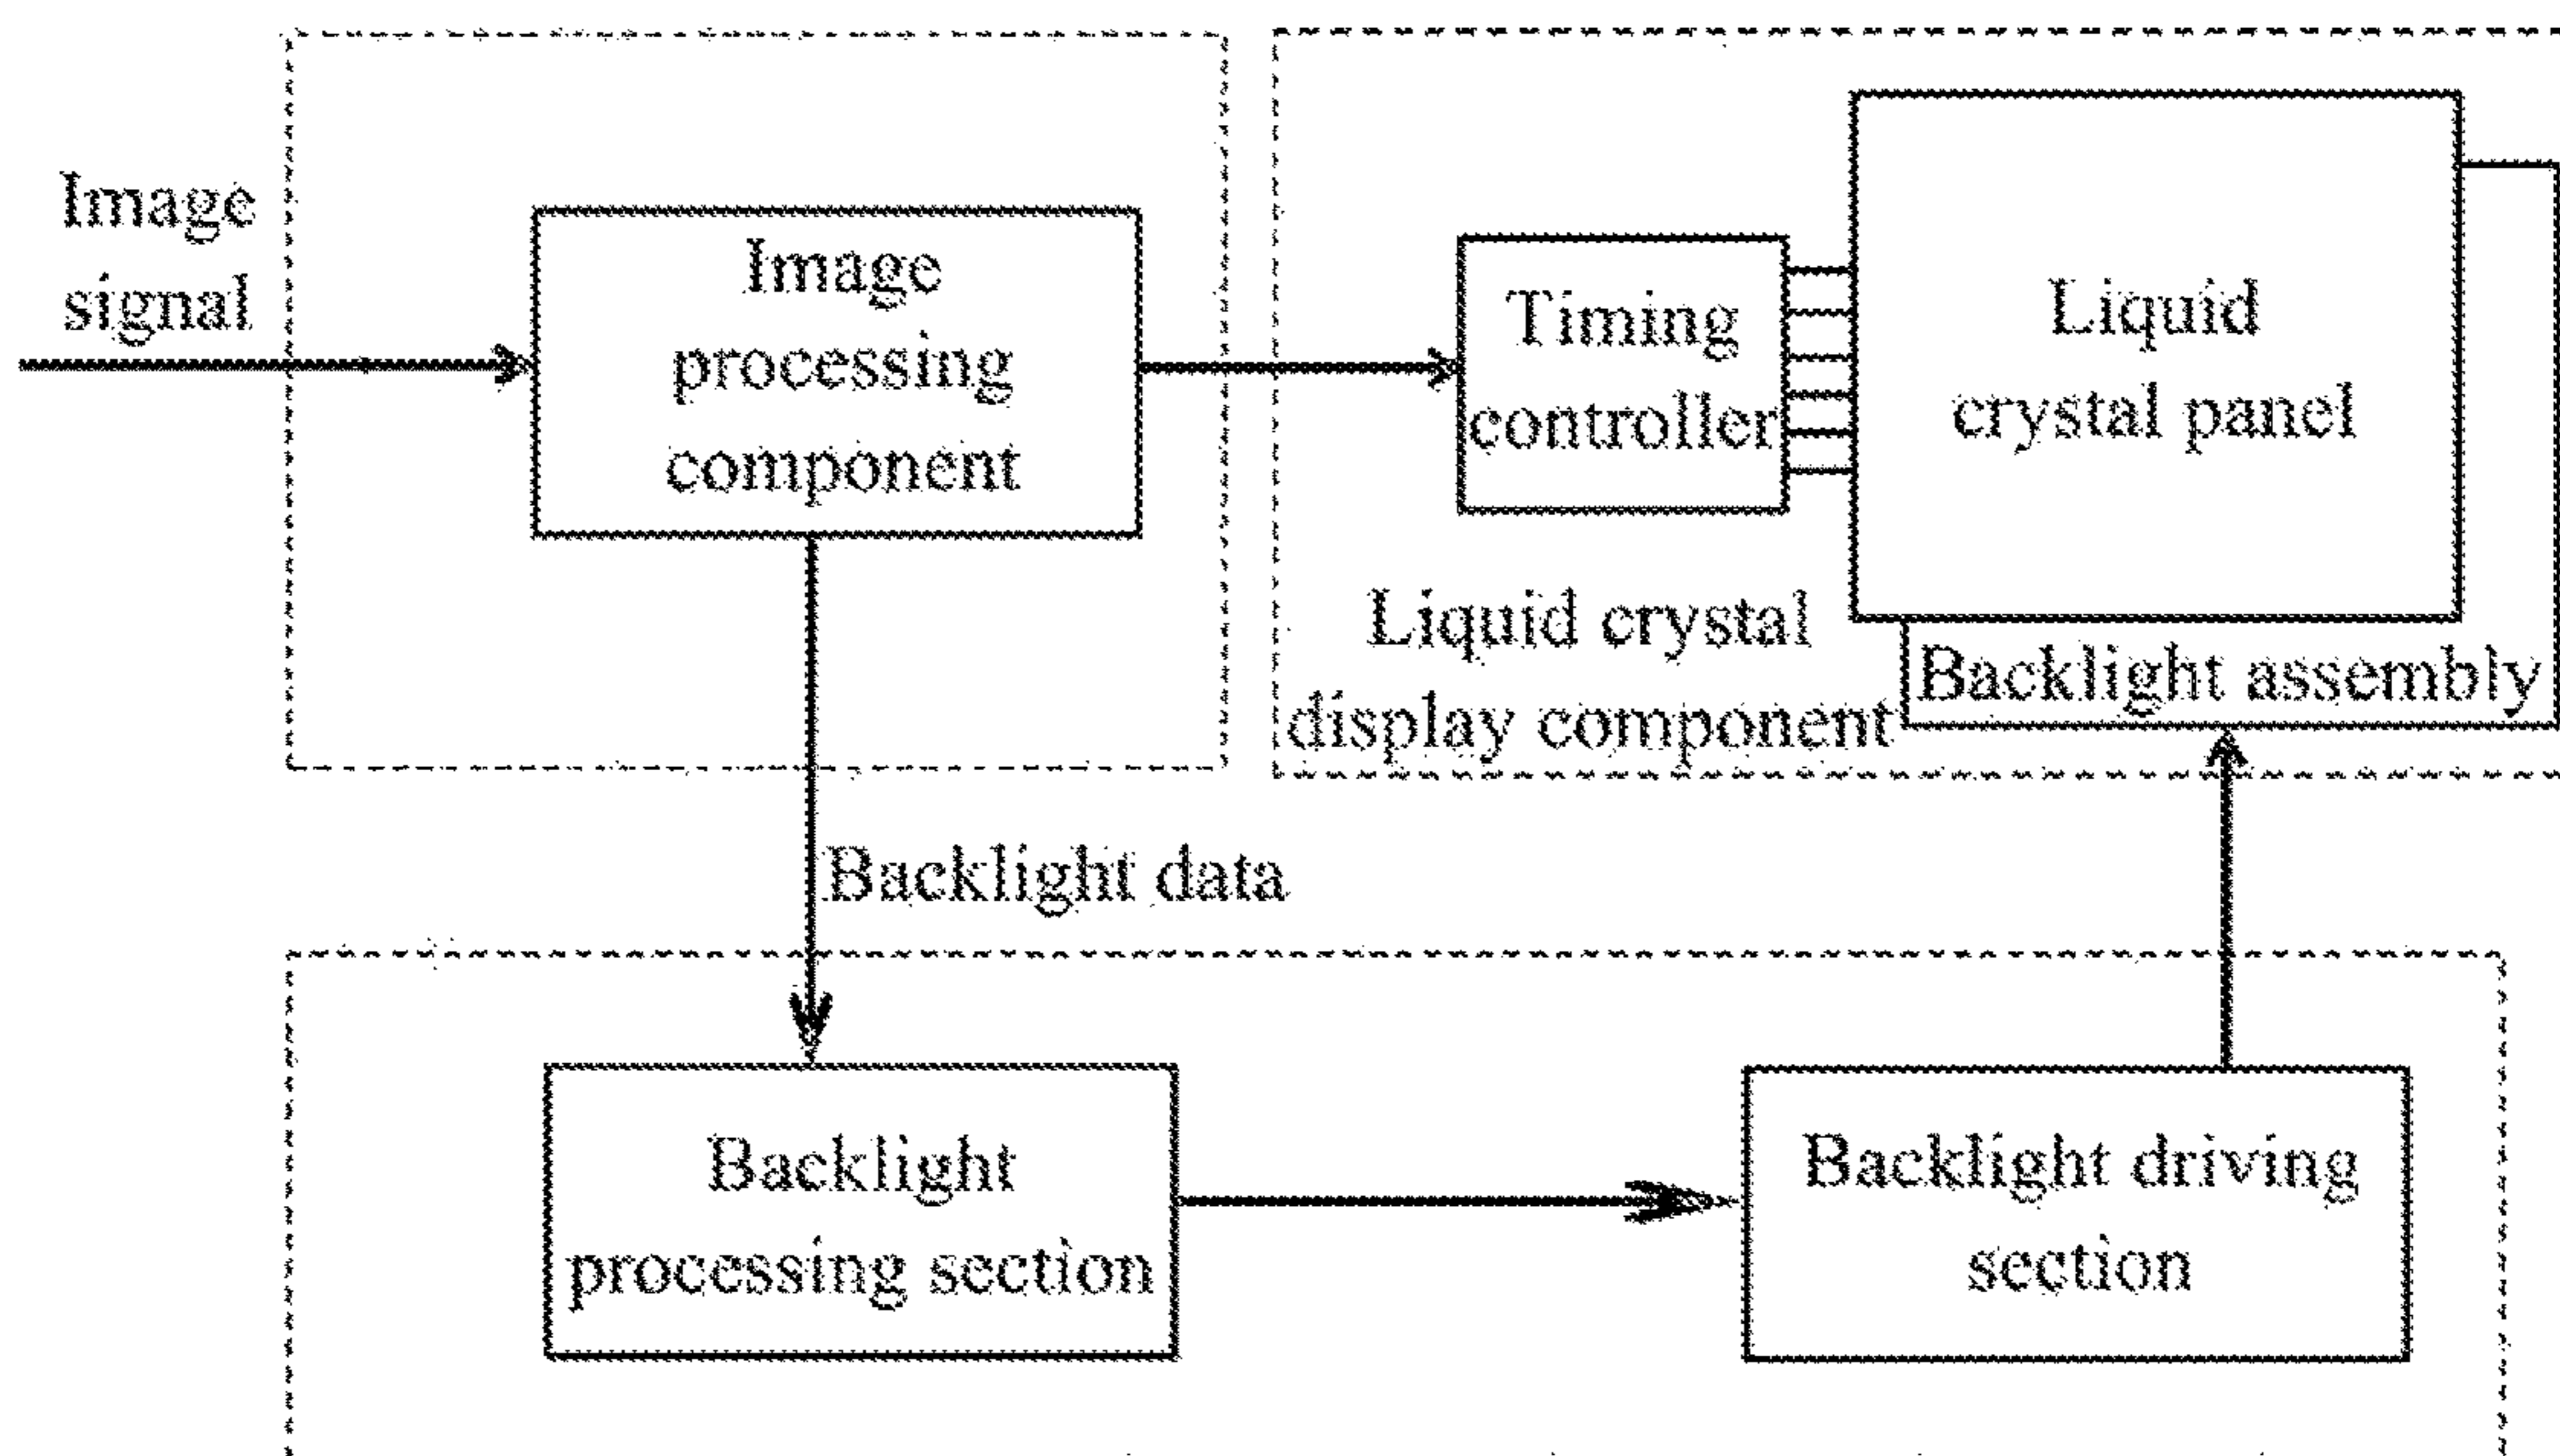 Image
signal
Image
processing
component
Timing
controller
Liquid
crystal panel
Liquid crystal
display component
Backlight assembly
Backlight data
Backlight
processing section
Backlight driving
section